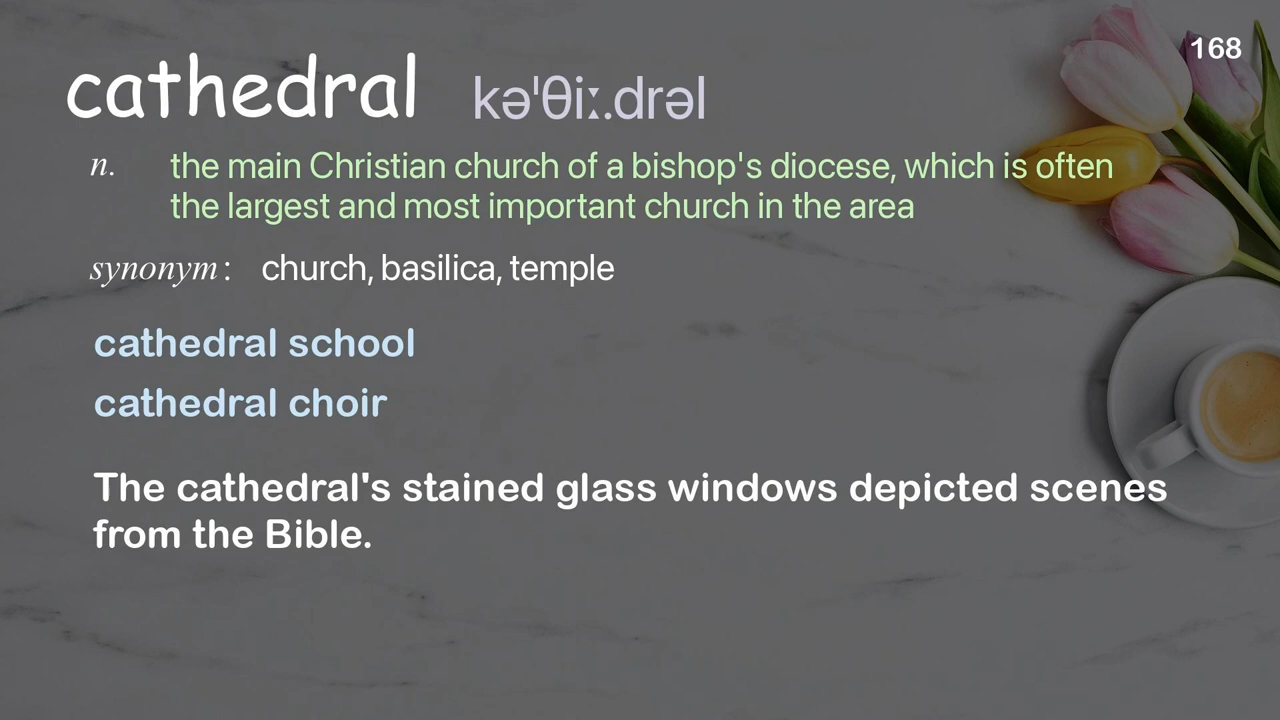 168
cathedral kəˈθiː.drəl
n. the main Christian church of a bishop's diocese, which is often
the largest and most important church in the area
synonym: church, basilica, temple
cathedral school
cathedral choir
The cathedral's stained glass windows depicted scenes
from the Bible.